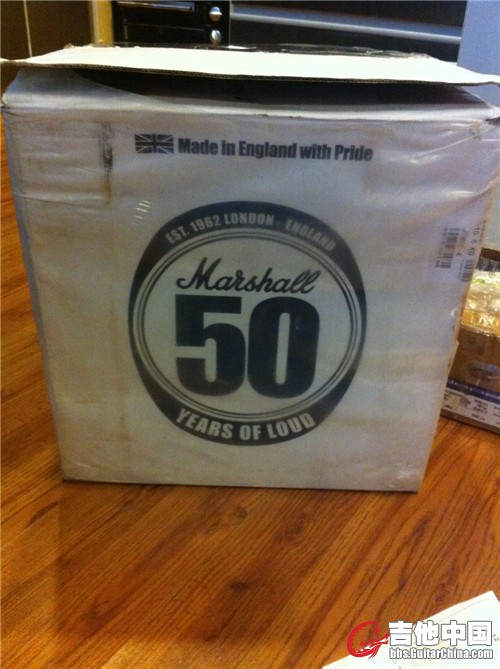 Made in England with Pride
EST. 1962 LONDON - ENGLAND
Marshall
50
YEARS OF LOUD
吉他中国
bbs.GuitarChina.com